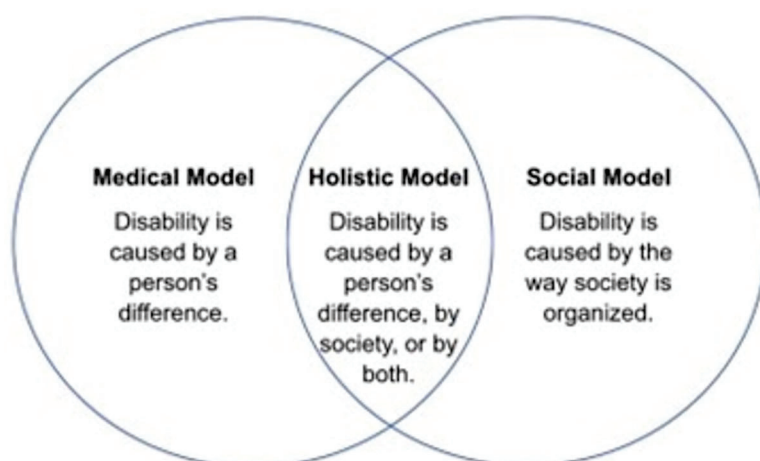 Medical Model
Disability is
caused by a
person's
difference.
Holistic Model
Disability is
caused by a
person's
difference, by
society, or by
both.
Social Model
Disability is
caused by the
way society is
organized.